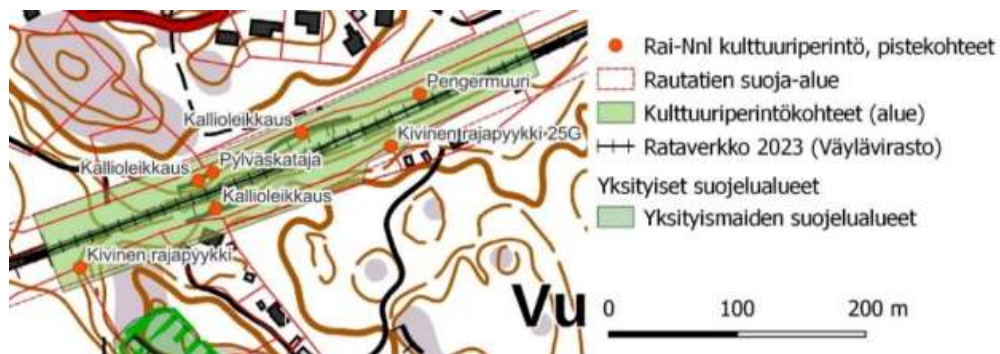 Pengermuuri
Kallioleikkaus
Kivinen rajapyykki 25G
Pylväskataja
Kallioleikkaus
Kallioleikkaus
Kivinen rajapyykki
Vu
Rai-Nnl kulttuuriperintö, pistekohteet
Rautatien suoja-alue
Kulttuuriperintökohteet (alue)
Rataverkko 2023 (Väylävirasto)
Yksityiset suojelualueet
Yksityismaiden suojelualueet
0 100 200 m